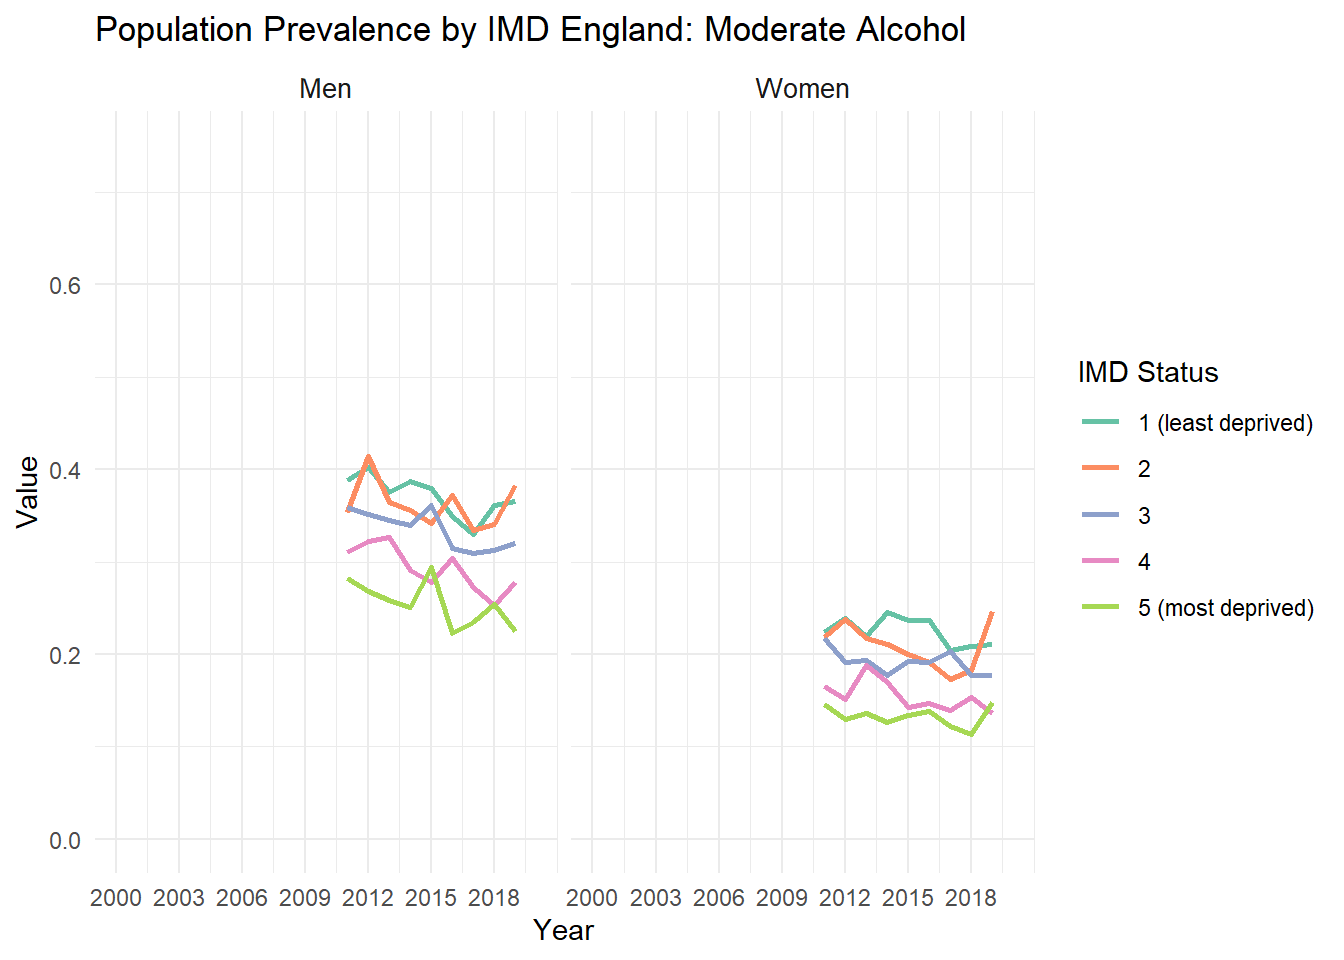 Population Prevalence by IMD England: Moderate Alcohol
Men
Women
Value
0.6
0.4
0.2
0.0
2000 2003 2006 2009 2012 2015 2018
2000 2003 2006 2009 2012 2015 2018
Year
IMD Status
1 (least deprived)
2
3
4
5 (most deprived)